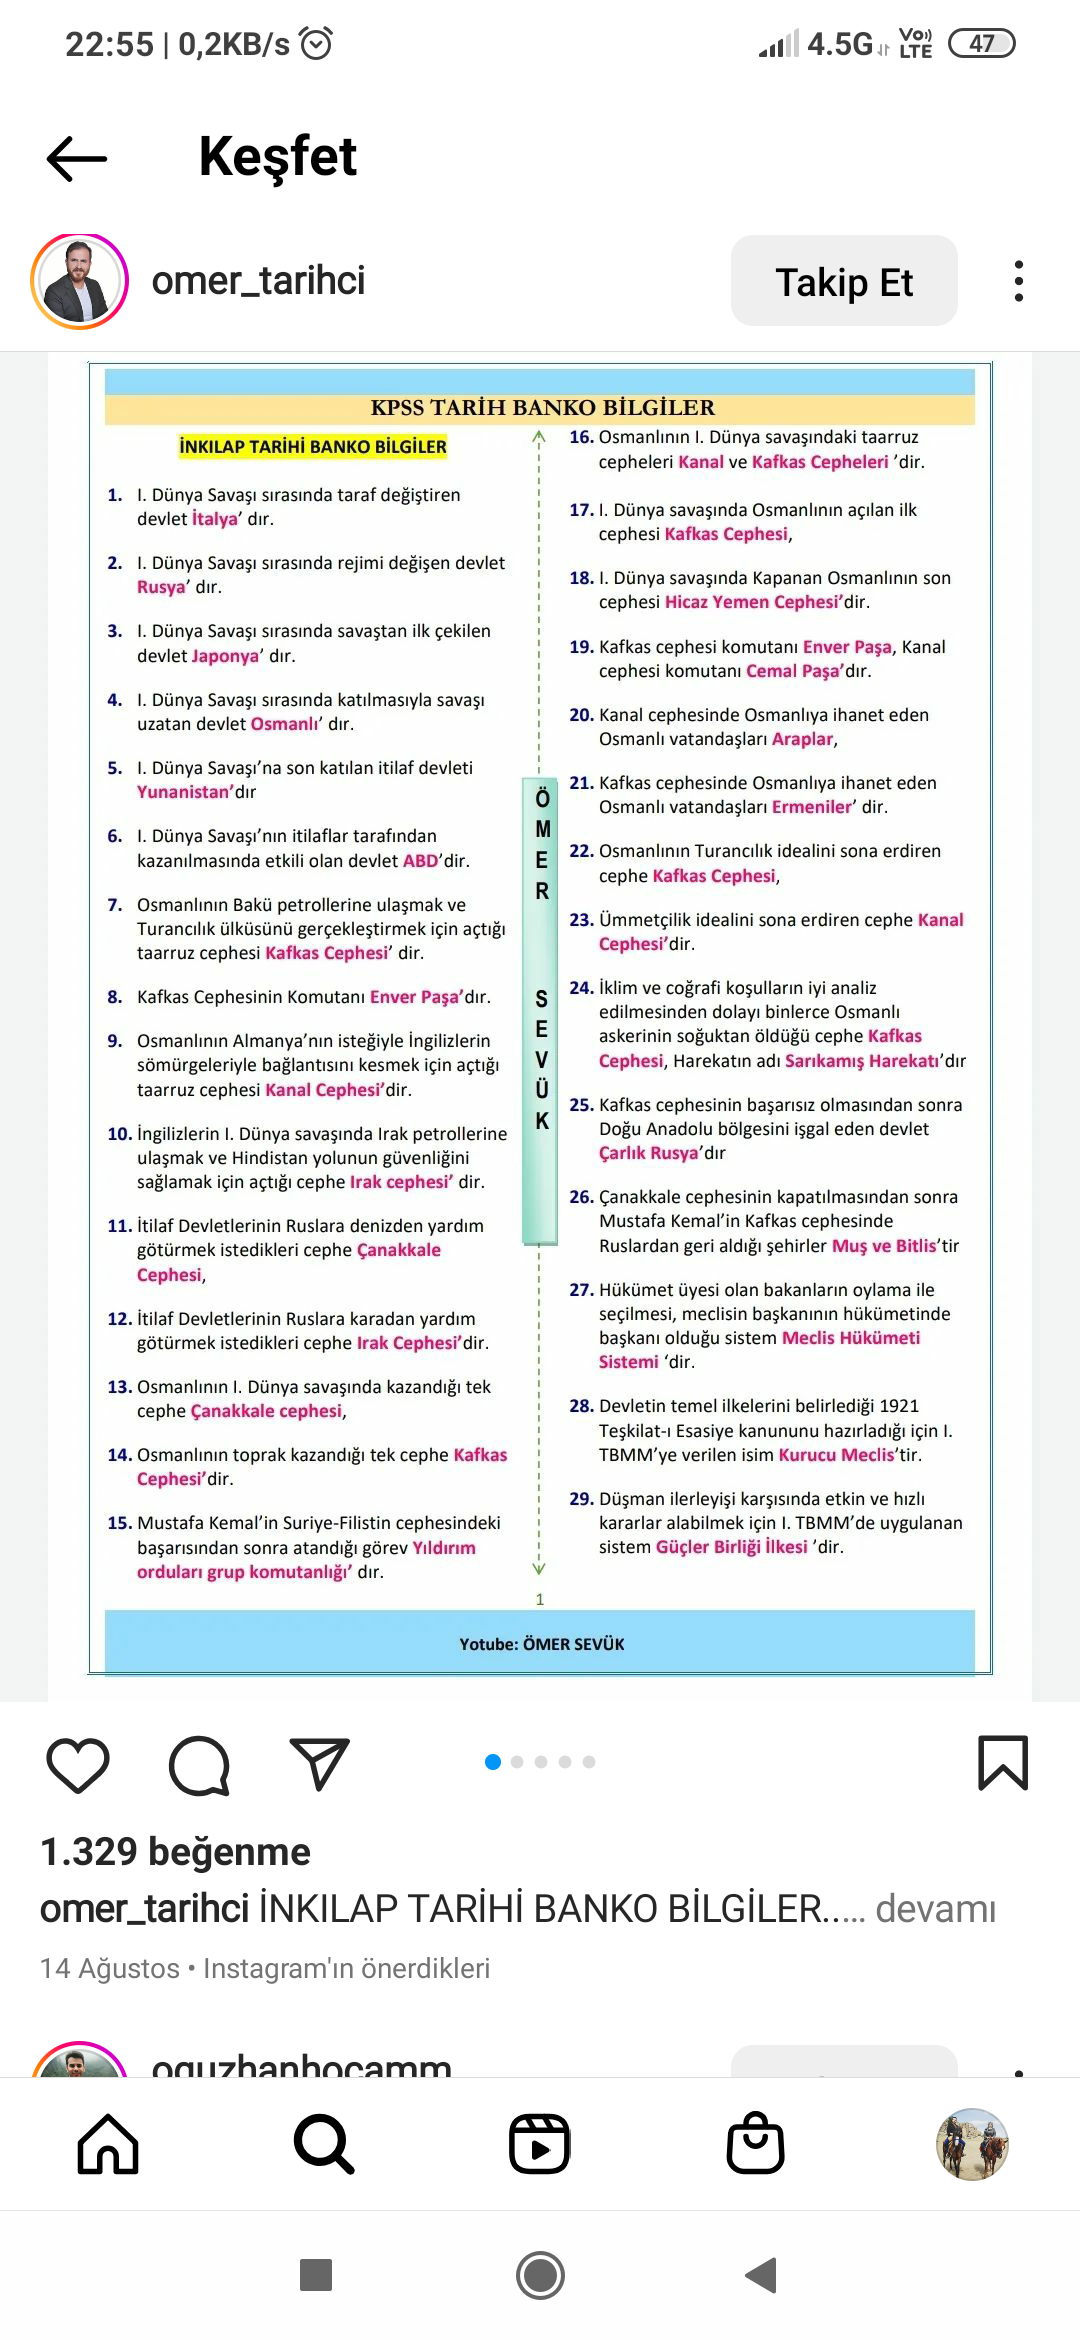 22:55 | 0,2KB/s
4.5G Vo)) LTE 47
Keşfet
omer_tarihci
Takip Et
KPSS TARİH BANKO BİLGİLER
İNKILAP TARİHİ BANKO BİLGİLER
1. I. Dünya Savaşı sırasında taraf değiştiren
devlet İtalya' dır.
2. I. Dünya Savaşı sırasında rejimi değişen devlet
Rusya' dır.
3. I. Dünya Savaşı sırasında savaştan ilk çekilen
devlet Japonya' dır.
4. I. Dünya Savaşı sırasında katılmasıyla savaşı
uzatan devlet Osmanlı' dır.
5. I. Dünya Savaşı'na son katılan itilaf devleti
Yunanistan'dır
6. I. Dünya Savaşı'nın itilaflar tarafından
kazanılmasında etkili olan devlet ABD'dir.
7. Osmanlının Bakü petrollerine ulaşmak ve
Turancılık ülküsünü gerçekleştirmek için açtığı
taarruz cephesi Kafkas Cephesi' dir.
8. Kafkas Cephesinin Komutanı Enver Paşa'dır.
9. Osmanlının Almanya'nın isteğiyle İngilizlerin
sömürgeleriyle bağlantısını kesmek için açtığı
taarruz cephesi Kanal Cephesi'dir.
10. İngilizlerin I. Dünya savaşında Irak petrollerine
ulaşmak ve Hindistan yolunun güvenliğini
sağlamak için açtığı cephe Irak cephesi' dir.
11. İtilaf Devletlerinin Ruslara denizden yardım
götürmek istedikleri cephe Çanakkale
Cephesi,
12. İtilaf Devletlerinin Ruslara karadan yardım
götürmek istedikleri cephe Irak Cephesi'dir.
13. Osmanlının I. Dünya savaşında kazandığı tek
cephe Çanakkale cephesi,
14. Osmanlının toprak kazandığı tek cephe Kafkas
Cephesi'dir.
15. Mustafa Kemal'in Suriye-Filistin cephesindeki
başarısından sonra atandığı görev Yıldırım
orduları grup komutanlığı' dır.
ÖMER SEVÜK
16. Osmanlının I. Dünya savaşındaki taarruz
cepheleri Kanal ve Kafkas Cepheleri 'dir.
17. I. Dünya savaşında Osmanlının açılan ilk
cephesi Kafkas Cephesi,
18. I. Dünya savaşında Kapanan Osmanlının son
cephesi Hicaz Yemen Cephesi'dir.
19. Kafkas cephesi komutanı Enver Paşa, Kanal
cephesi komutanı Cemal Paşa'dır.
20. Kanal cephesinde Osmanlıya ihanet eden
Osmanlı vatandaşları Araplar,
21. Kafkas cephesinde Osmanlıya ihanet eden
Osmanlı vatandaşları Ermeniler' dir.
22. Osmanlının Turancılık idealini sona erdiren
cephe Kafkas Cephesi,
23. Ümmetçilik idealini sona erdiren cephe Kanal
Cephesi'dir.
24. İklim ve coğrafi koşulların iyi analiz
edilmesinden dolayı binlerce Osmanlı
askerinin soğuktan öldüğü cephe Kafkas
Cephesi, Harekatın adı Sarıkamış Harekatı'dır
25. Kafkas cephesinin başarısız olmasından sonra
Doğu Anadolu bölgesini işgal eden devlet
Çarlık Rusya'dır
26. Çanakkale cephesinin kapatılmasından sonra
Mustafa Kemal'in Kafkas cephesinde
Ruslardan geri aldığı şehirler Muş ve Bitlis'tir
27. Hükümet üyesi olan bakanların oylama ile
seçilmesi, meclisin başkanının hükümetinde
başkanı olduğu sistem Meclis Hükümeti
Sistemi 'dir.
28. Devletin temel ilkelerini belirlediği 1921
Teşkilat-ı Esasiye kanununu hazırladığı için I.
TBMM'ye verilen isim Kurucu Meclis'tir.
29. Düşman ilerleyişi karşısında etkin ve hızlı
kararlar alabilmek için I. TBMM'de uygulanan
sistem Güçler Birliği İlkesi 'dir.
1
Yotube: ÖMER SEVÜK
1.329 beğenme
omer_tarihci İNKILAP TARİHİ BANKO BİLGİLER..... devamı
14 Ağustos • Instagram'ın önerdikleri
oguzhanhocamm